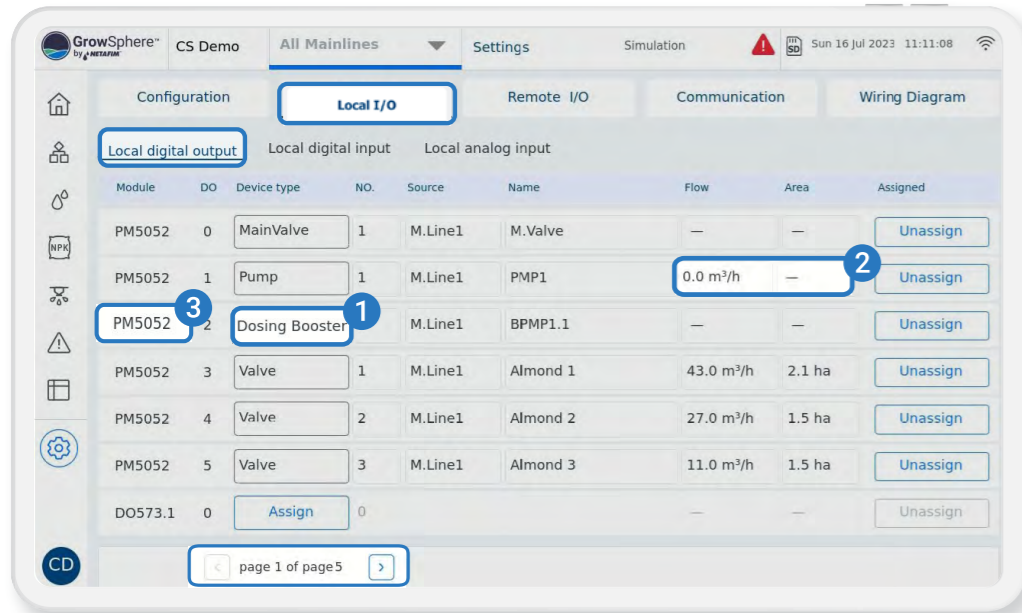 GrowSphere™ by NETAFIM CS Demo All Mainlines Settings Simulation SD Sun 16 Jul 2023 11:11:08
Configuration Local I/O Remote I/O Communication Wiring Diagram
Local digital output Local digital input Local analog input
Module DO Device type NO. Source Name Flow Area Assigned
PM5052 0 MainValve 1 M.Line1 M.Valve — — Unassign
PM5052 1 Pump 1 M.Line1 PMP1 0.0 m³/h — 2 Unassign
PM5052 3 2 Dosing Booster 1 M.Line1 BPMP1.1 — — Unassign
PM5052 3 Valve 1 M.Line1 Almond 1 43.0 m³/h 2.1 ha Unassign
PM5052 4 Valve 2 M.Line1 Almond 2 27.0 m³/h 1.5 ha Unassign
PM5052 5 Valve 3 M.Line1 Almond 3 11.0 m³/h 1.5 ha Unassign
DO573.1 0 Assign 0 — — Unassign
NPK
CD < page 1 of page5 >